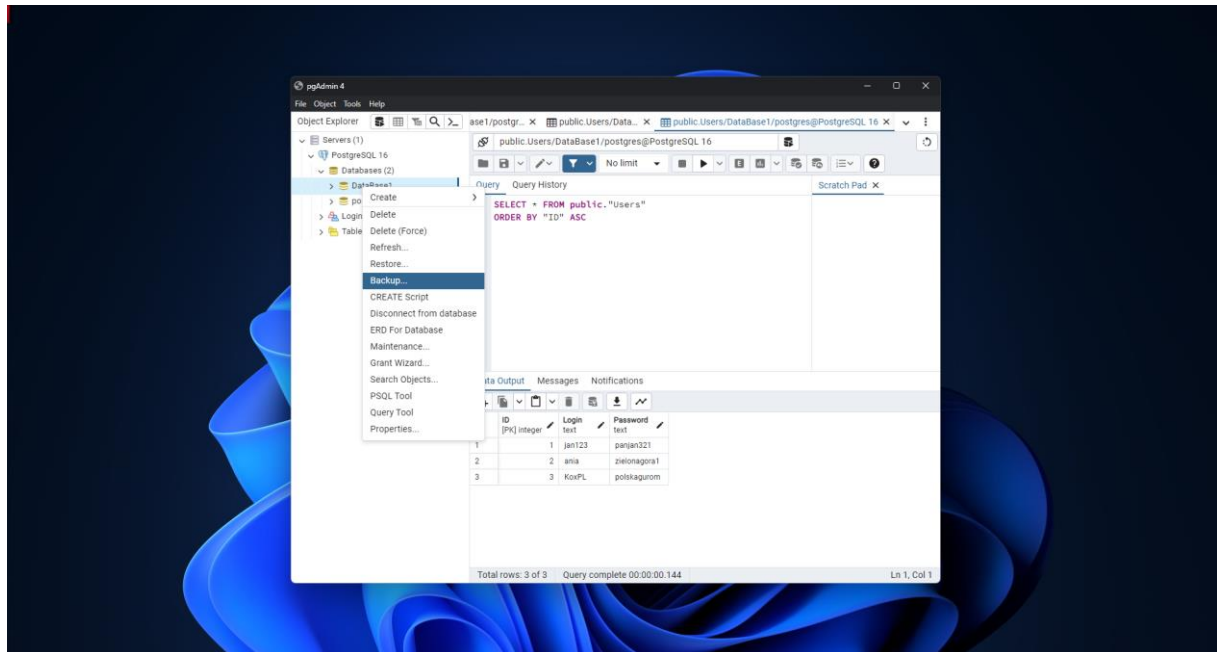 pgAdmin 4
File Object Tools Help
Object Explorer
ase1/postgr... X public.Users/Data... X public.Users/DataBase1/postgres@PostgreSQL 16 X
Servers (1)
public.Users/DataBase1/postgres@PostgreSQL 16
PostgreSQL 16
Databases (2)
No limit
DataBase1
Query Query History
Scratch Pad X
po
Login
Table
Create
Delete
Delete (Force)
Refresh...
Restore...
Backup...
CREATE Script
Disconnect from database
ERD For Database
Maintenance...
Grant Wizard...
Search Objects...
PSQL Tool
Query Tool
Properties...
SELECT * FROM public."Users"
ORDER BY "ID" ASC
ata Output Messages Notifications
ID Login Password
[PK] integer text text
1 1 jan123 panjan321
2 2 ania zielonagora1
3 3 KoxPL polskagurom
Total rows: 3 of 3 Query complete 00:00:00.144 Ln 1, Col 1